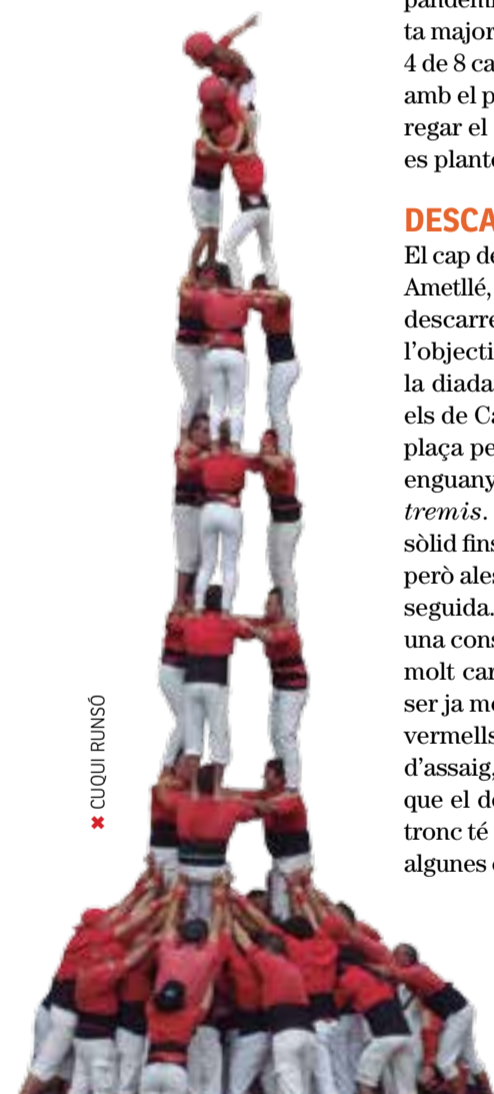 ta major
4 de 8 ca
amb el p
regar el
es plante
DESCA
El cap de
Ametllé,
descarre
l'objecti
la diada
els de Ca
plaça pe
enguany
tremis.
sòlid fins
però ales
seguida.
una cons
molt car
ser ja mo
vermells
d'assaig,
que el de
tronc té
algunes
✖ CUQUI RUNSÓ